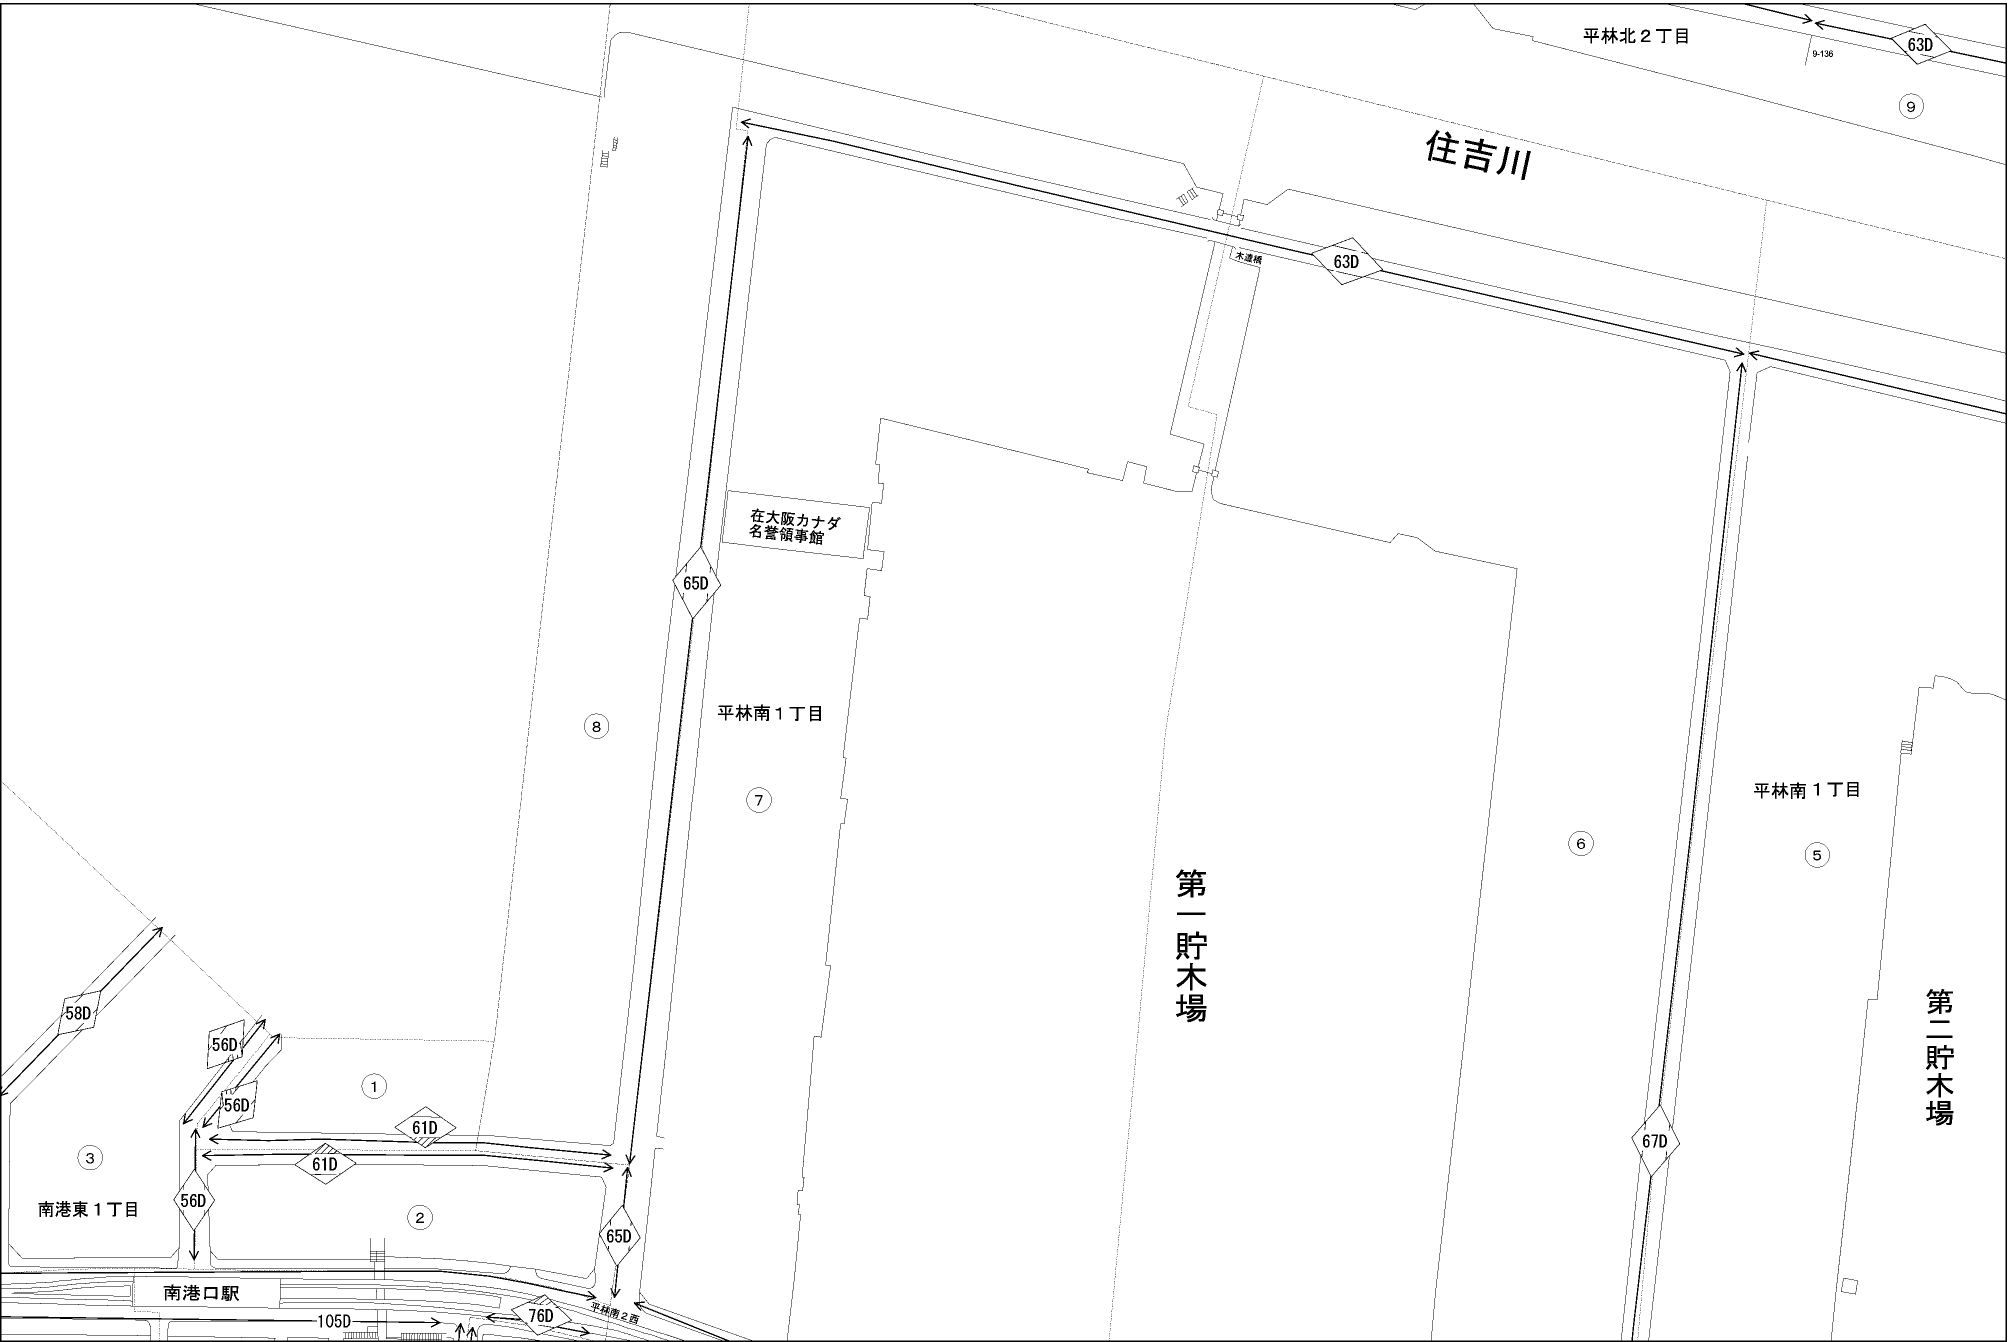 平林北２丁目
63D
9-136
9
住吉川
63D
木遣橋
在大阪カナダ
名誉領事館
65D
平林南１丁目
8
7
平林南１丁目
6
5
第一貯木場
第二貯木場
58D
56D
56D
1
61D
61D
3
56D
南港東１丁目
2
65D
67D
南港口駅
105D
76D
平林南２西